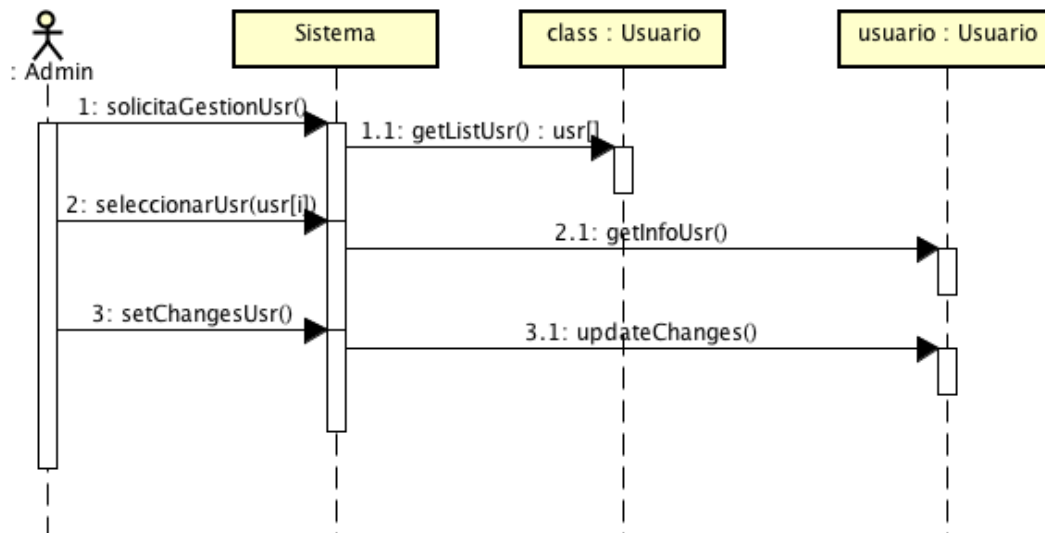 Sistema
class : Usuario
usuario : Usuario
: Admin
1: solicitaGestionUsr()
1.1: getListUsr() : usr[]
2: seleccionarUsr(usr[i])
2.1: getInfoUsr()
3: setChangesUsr()
3.1: updateChanges()